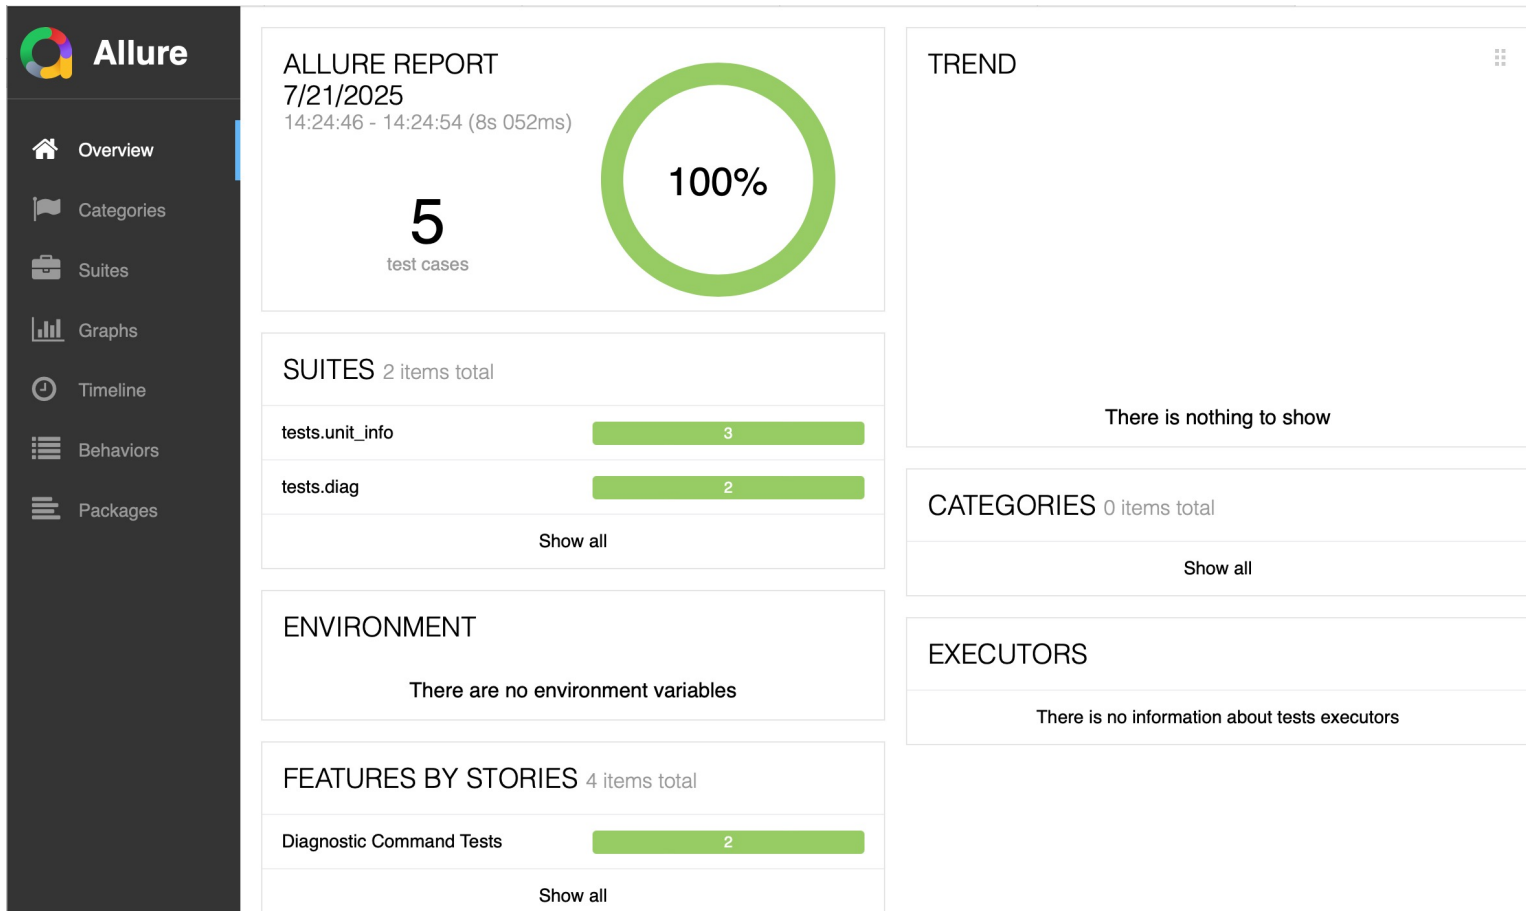 Allure
Overview
Categories
Suites
Graphs
Timeline
Behaviors
Packages
ALLURE REPORT
7/21/2025
14:24:46 - 14:24:54 (8s 052ms)
5
test cases
100%
SUITES 2 items total
tests.unit_info 3
tests.diag 2
Show all
ENVIRONMENT
There are no environment variables
FEATURES BY STORIES 4 items total
Diagnostic Command Tests 2
Show all
TREND
There is nothing to show
CATEGORIES 0 items total
Show all
EXECUTORS
There is no information about tests executors